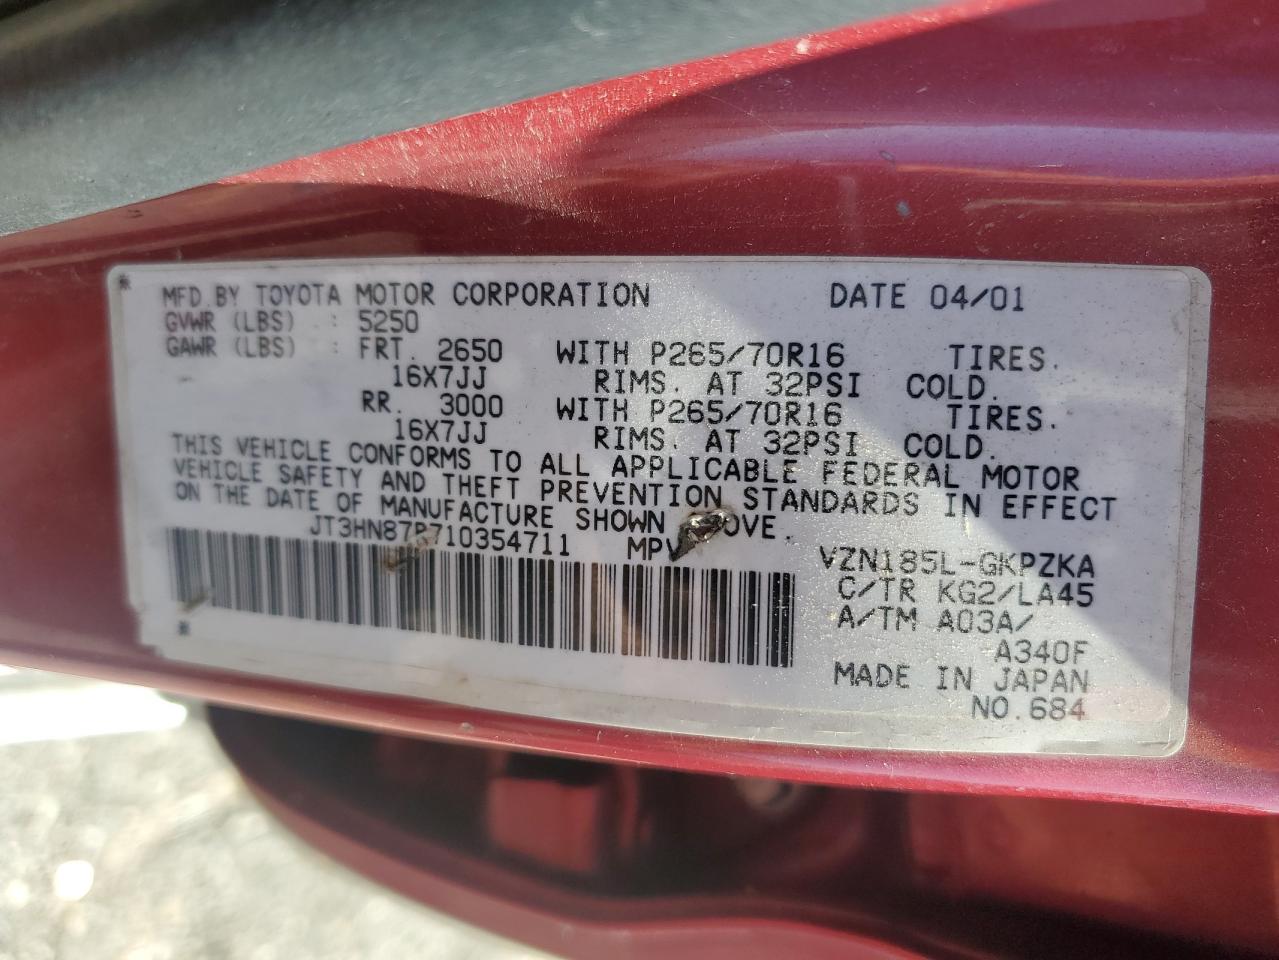 MFD.BY TOYOTA MOTOR CORPORATION DATE 04/01
GVWR (LBS) : 5250
GAWR (LBS) : FRT. 2650 WITH P265/70R16 TIRES.
16X7JJ RIMS. AT 32PSI COLD.
RR. 3000 WITH P265/70R16 TIRES.
16X7JJ RIMS. AT 32PSI COLD.
THIS VEHICLE CONFORMS TO ALL APPLICABLE FEDERAL MOTOR
VEHICLE SAFETY AND THEFT PREVENTION STANDARDS IN EFFECT
ON THE DATE OF MANUFACTURE SHOWN
JT3HN87R710354711 MPV
VZN185L-GKPZKA
C/TR KG2/LA45
A/TM A03A/
A340F
MADE IN JAPAN
NO.684